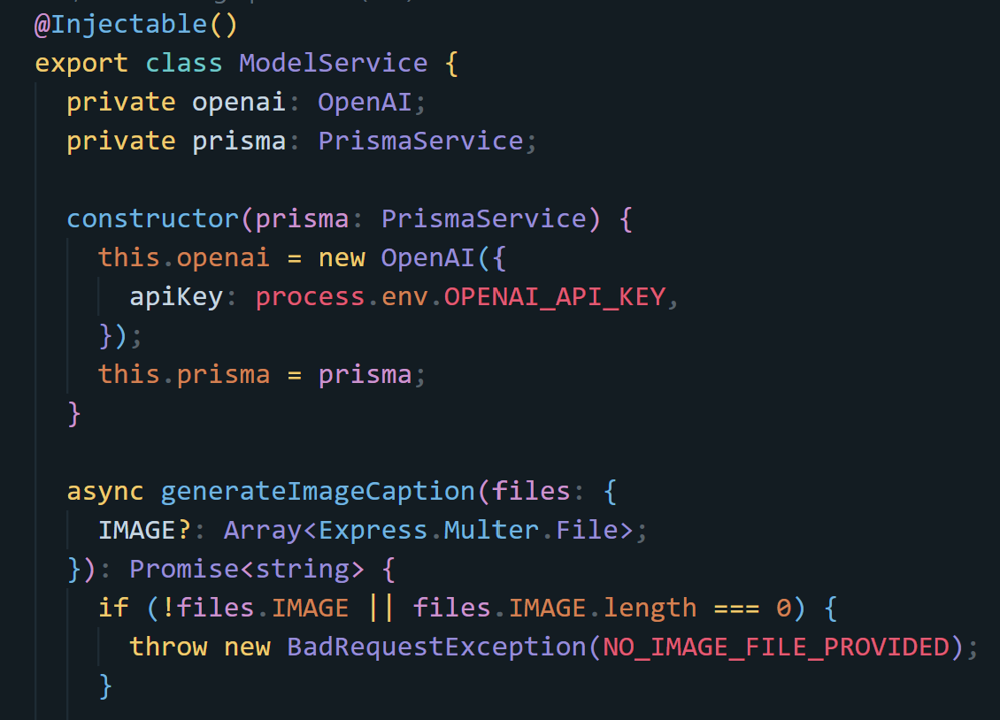 @Injectable()
export class ModelService {
  private openai: OpenAI;
  private prisma: PrismaService;

  constructor(prisma: PrismaService) {
    this.openai = new OpenAI({
      apiKey: process.env.OPENAI_API_KEY,
    });
    this.prisma = prisma;
  }

  async generateImageCaption(files: {
    IMAGE?: Array<Express.Multer.File>;
  }): Promise<string> {
    if (!files.IMAGE || files.IMAGE.length === 0) {
      throw new BadRequestException(NO_IMAGE_FILE_PROVIDED);
    }